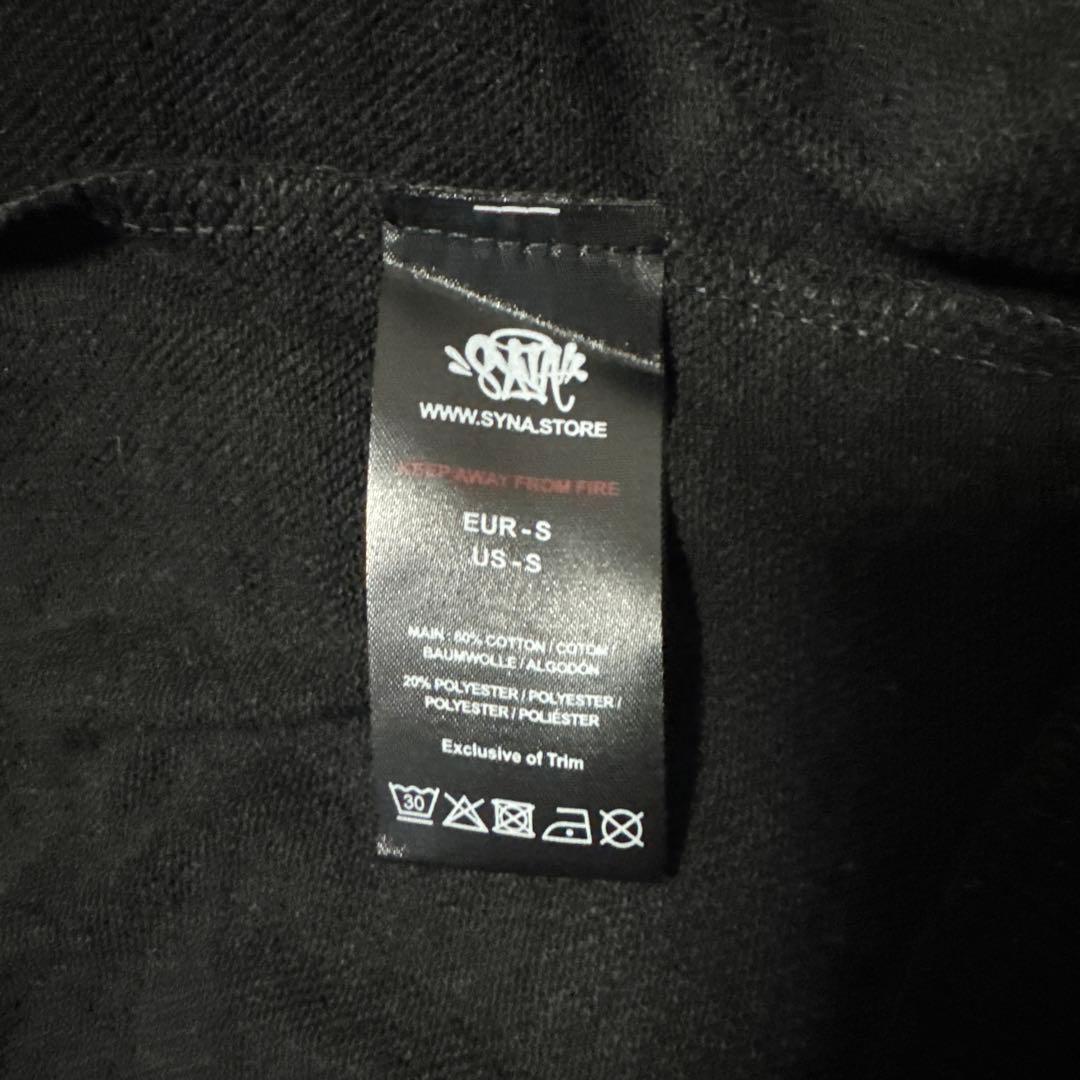 SYNA
WWW.SYNA.STORE
KEEP AWAY FROM FIRE
EUR - S
US - S
MAIN : 80% COTTON / COTON /
BAUMWOLLE / ALGODÓN
20% POLYESTER / POLYESTER /
POLYESTER / POLIÉSTER
Exclusive of Trim
30